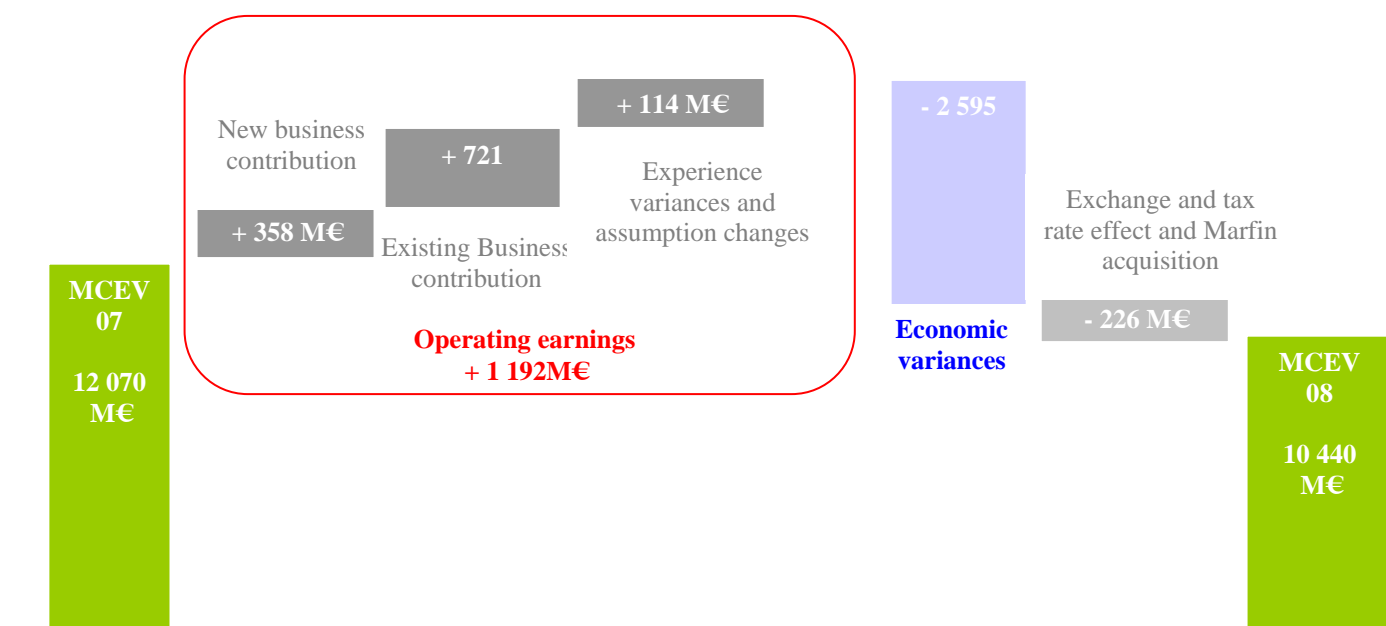 MCEV
07
12 070
M€
New business
contribution
+ 358 M€
+ 721
Existing Business
contribution
+ 114 M€
Experience
variances and
assumption changes
Operating earnings
+ 1 192M€
- 2 595
Economic
variances
Exchange and tax
rate effect and Marfin
acquisition
- 226 M€
MCEV
08
10 440
M€